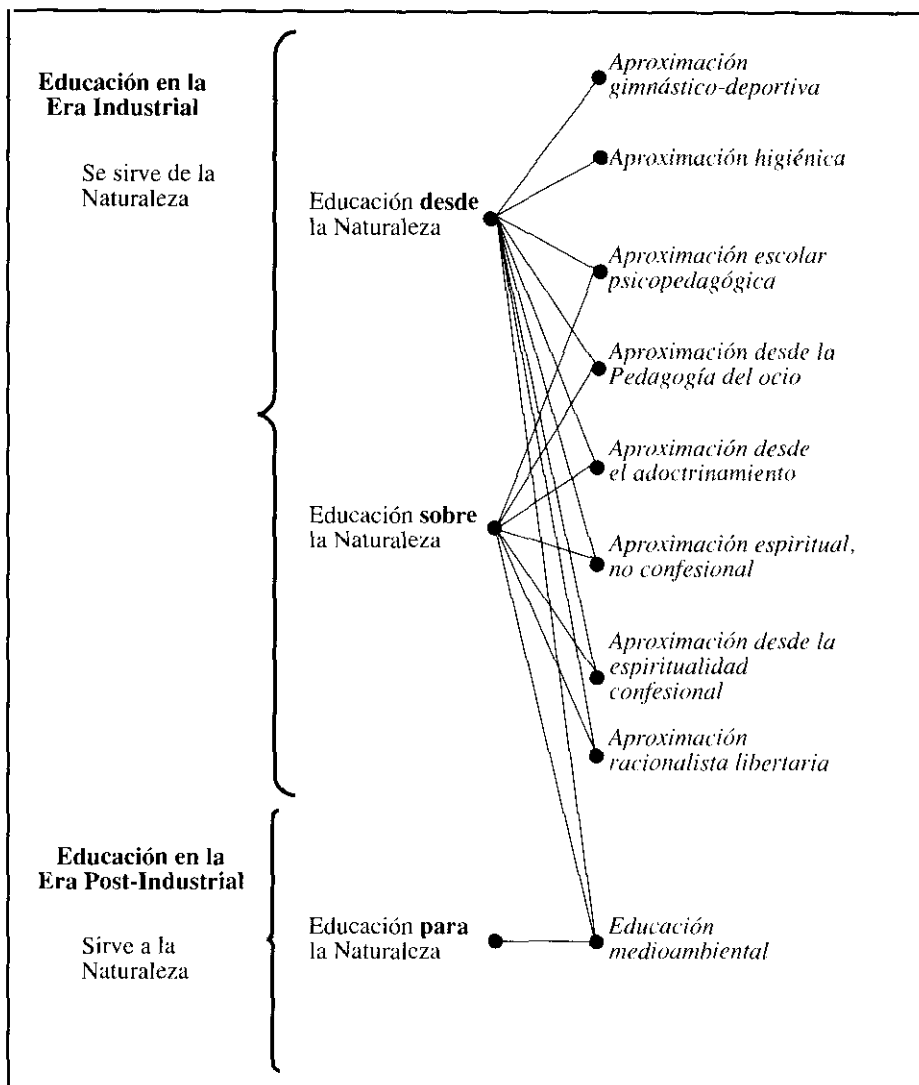 Educación en la
Era Industrial
Se sirve de la
Naturaleza
Educación desde
la Naturaleza
Educación sobre
la Naturaleza
Aproximación
gimnástico-deportiva
Aproximación higiénica
Aproximación escolar
psicopedagógica
Aproximación desde la
Pedagogía del ocio
Aproximación desde
el adoctrinamiento
Aproximación espiritual,
no confesional
Aproximación desde la
espiritualidad
confesional
Aproximación
racionalista libertaria
Educación en la
Era Post-Industrial
Sirve a la
Naturaleza
Educación para
la Naturaleza
Educación
medioambiental